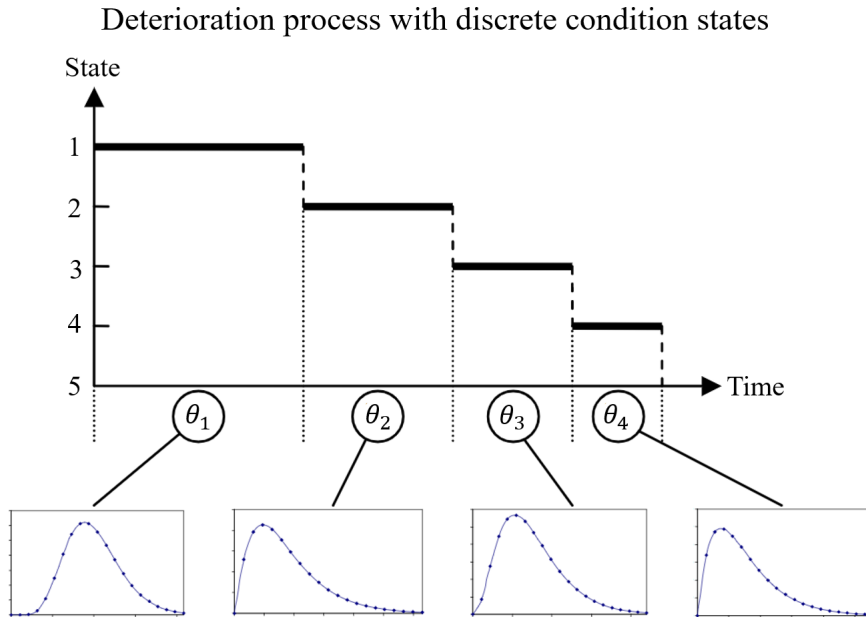 Deterioration process with discrete condition states
State
1
2
3
4
5
Time
θ₁
θ₂
θ₃
θ₄